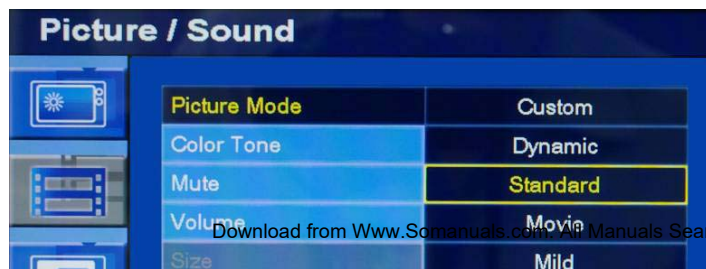 Picture / Sound
Picture Mode Custom
Color Tone Dynamic
Mute Standard
Volume Movie
Download from Www.Somanuals.com. All Manuals Sea
Size Mild